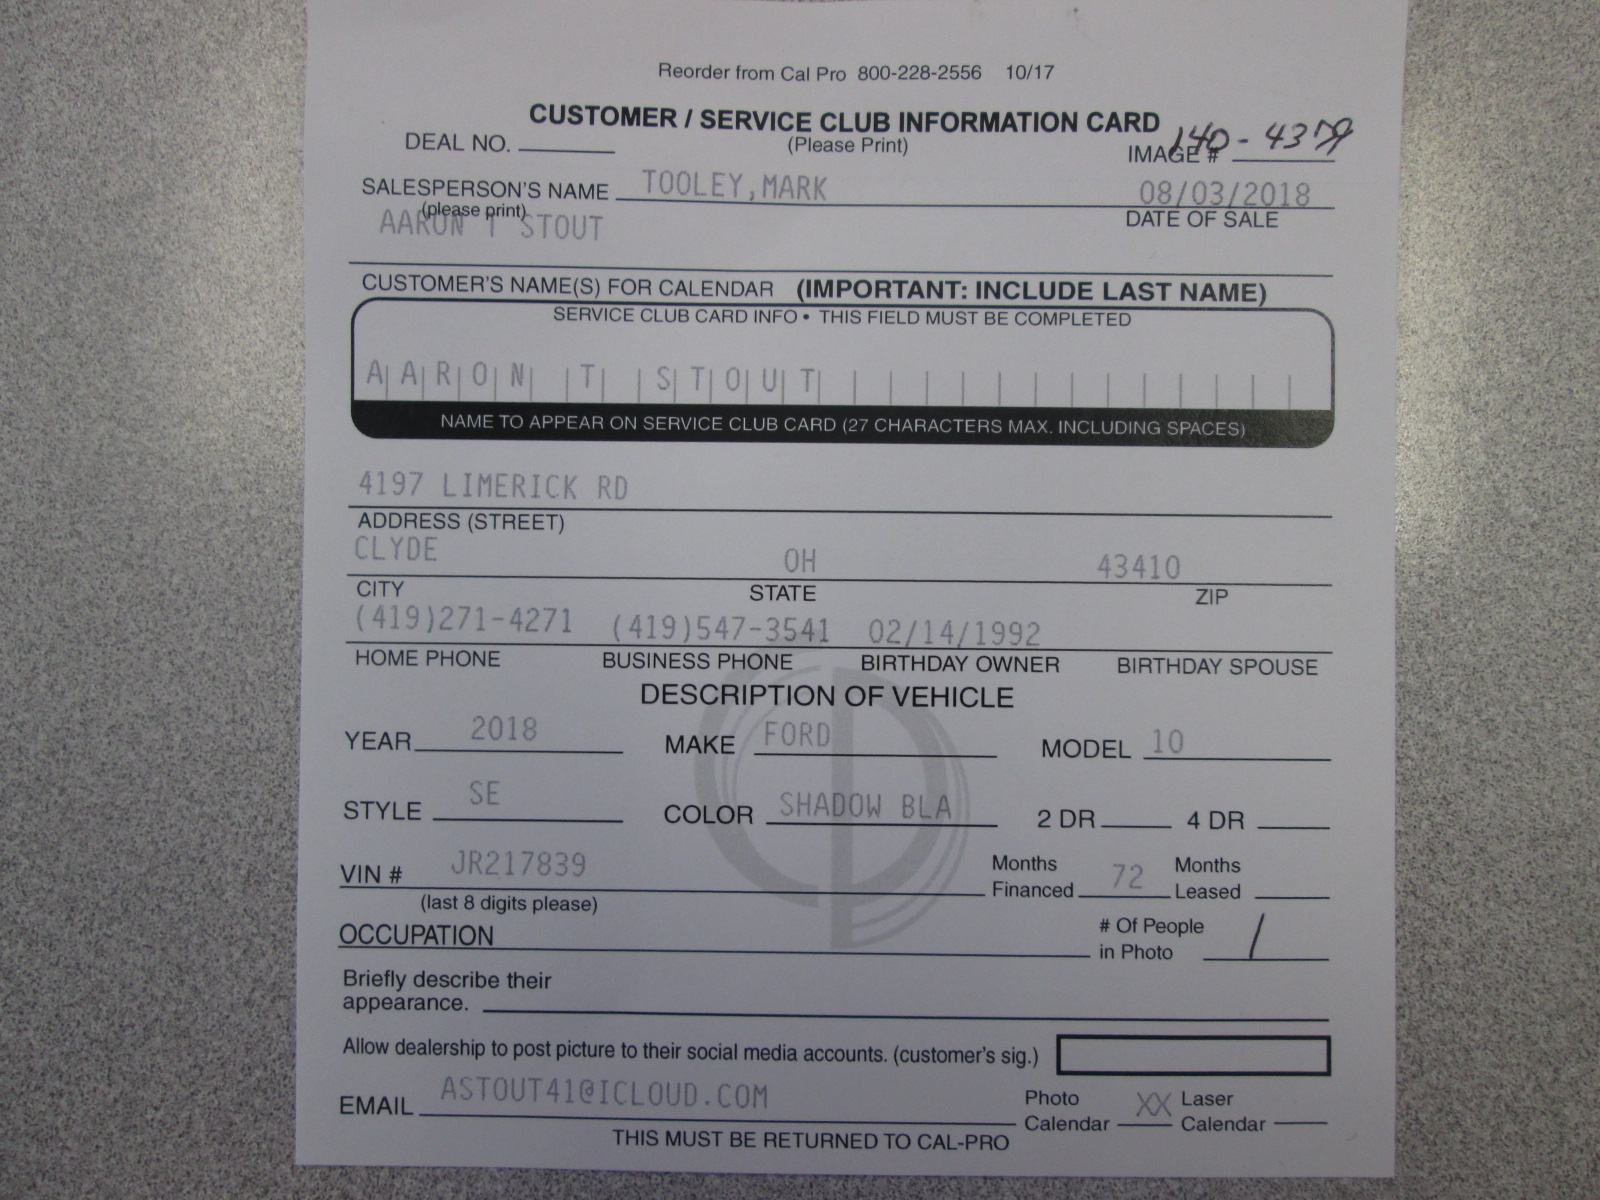 Reorder from Cal Pro 800-228-2556 10/17
CUSTOMER / SERVICE CLUB INFORMATION CARD
DEAL NO. (Please Print) IMAGE # 140-4379
SALESPERSON'S NAME TOOLEY,MARK 08/03/2018
(please print) DATE OF SALE
AARON T STOUT
CUSTOMER'S NAME(S) FOR CALENDAR (IMPORTANT: INCLUDE LAST NAME)
SERVICE CLUB CARD INFO • THIS FIELD MUST BE COMPLETED
AARON T STOUT
NAME TO APPEAR ON SERVICE CLUB CARD (27 CHARACTERS MAX. INCLUDING SPACES)
4197 LIMERICK RD
ADDRESS (STREET)
CLYDE OH 43410
CITY STATE ZIP
(419)271-4271 (419)547-3541 02/14/1992
HOME PHONE BUSINESS PHONE BIRTHDAY OWNER BIRTHDAY SPOUSE
DESCRIPTION OF VEHICLE
YEAR 2018 MAKE FORD MODEL 10
STYLE SE COLOR SHADOW BLA 2 DR 4 DR
VIN # JR217839 Months Financed 72 Months Leased
(last 8 digits please)
OCCUPATION # Of People in Photo 1
Briefly describe their
appearance.
Allow dealership to post picture to their social media accounts. (customer's sig.)
EMAIL ASTOUT41@ICLOUD.COM Photo Calendar XX Laser Calendar
THIS MUST BE RETURNED TO CAL-PRO